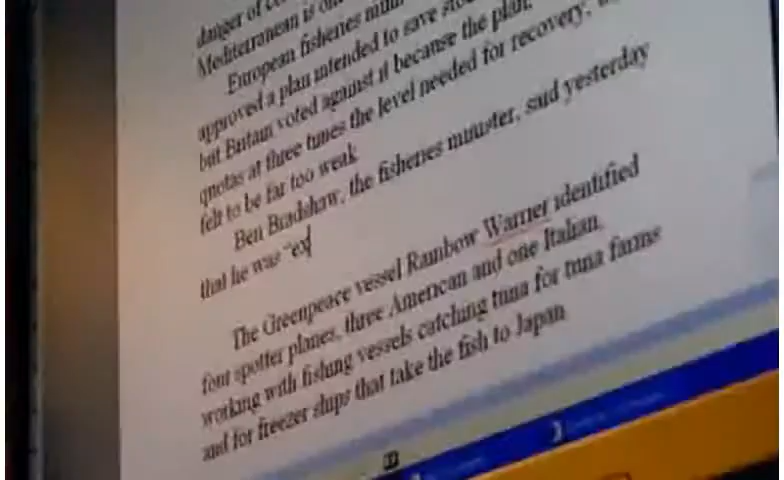 danger of
Mediterranean is
European fisheries
approved a plan intended to save
but Britain voted against it because the plan,
quotas at three times the level needed for recovery,
felt to be far too weak
Ben Bradshaw, the fisheries minister, said yesterday
that he was "ex
The Greenpeace vessel Rainbow Warrier identified
four spotter planes, three American and one Italian,
working with fishing vessels catching tuna for tuna farms
and for freezer ships that take the fish to Japan